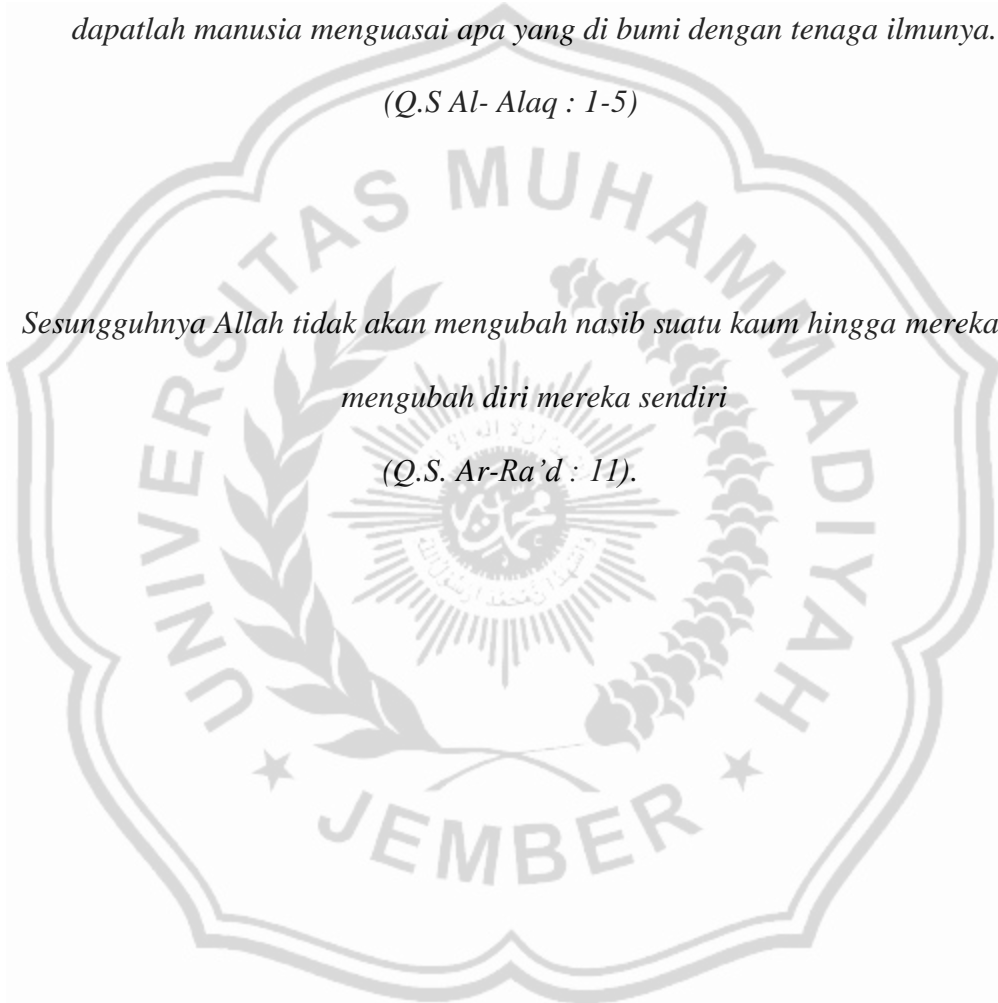 dapatlah manusia menguasai apa yang di bumi dengan tenaga ilmunya.
(Q.S Al- Alaq : 1-5)
Sesungguhnya Allah tidak akan mengubah nasib suatu kaum hingga mereka
mengubah diri mereka sendiri
(Q.S. Ar-Ra’d : 11).
UNIVERSITAS MUHAMMADIYAH
JEMBER